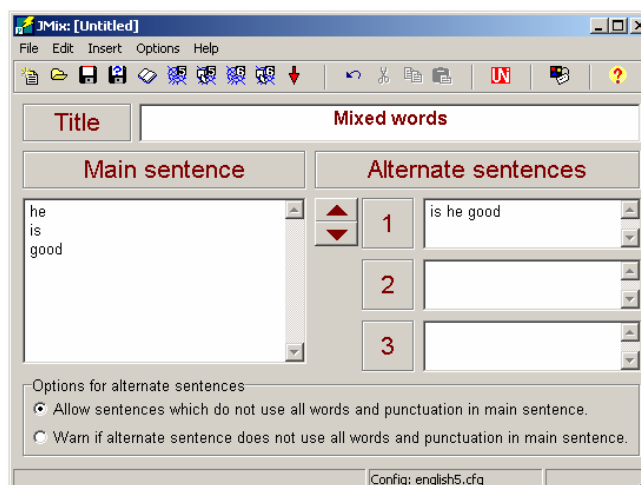 JMix: [Untitled]
File Edit Insert Options Help
Title
Mixed words
Main sentence
Alternate sentences
he
is
good
1
is he good
2
3
Options for alternate sentences
Allow sentences which do not use all words and punctuation in main sentence.
Warn if alternate sentence does not use all words and punctuation in main sentence.
Config: english5.cfg